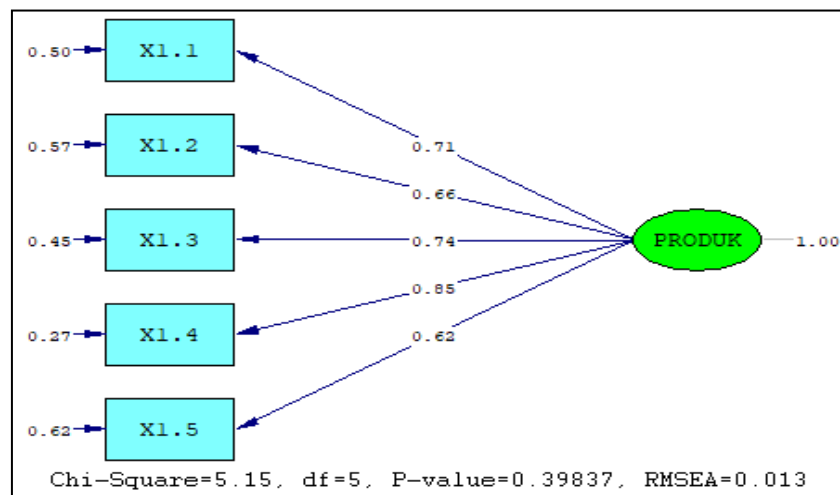 0.50 X1.1
0.71
0.57 X1.2
0.66
0.45 X1.3 0.74 PRODUK 1.00
0.85
0.27 X1.4 0.62
0.62 X1.5
Chi-Square=5.15, df=5, P-value=0.39837, RMSEA=0.013